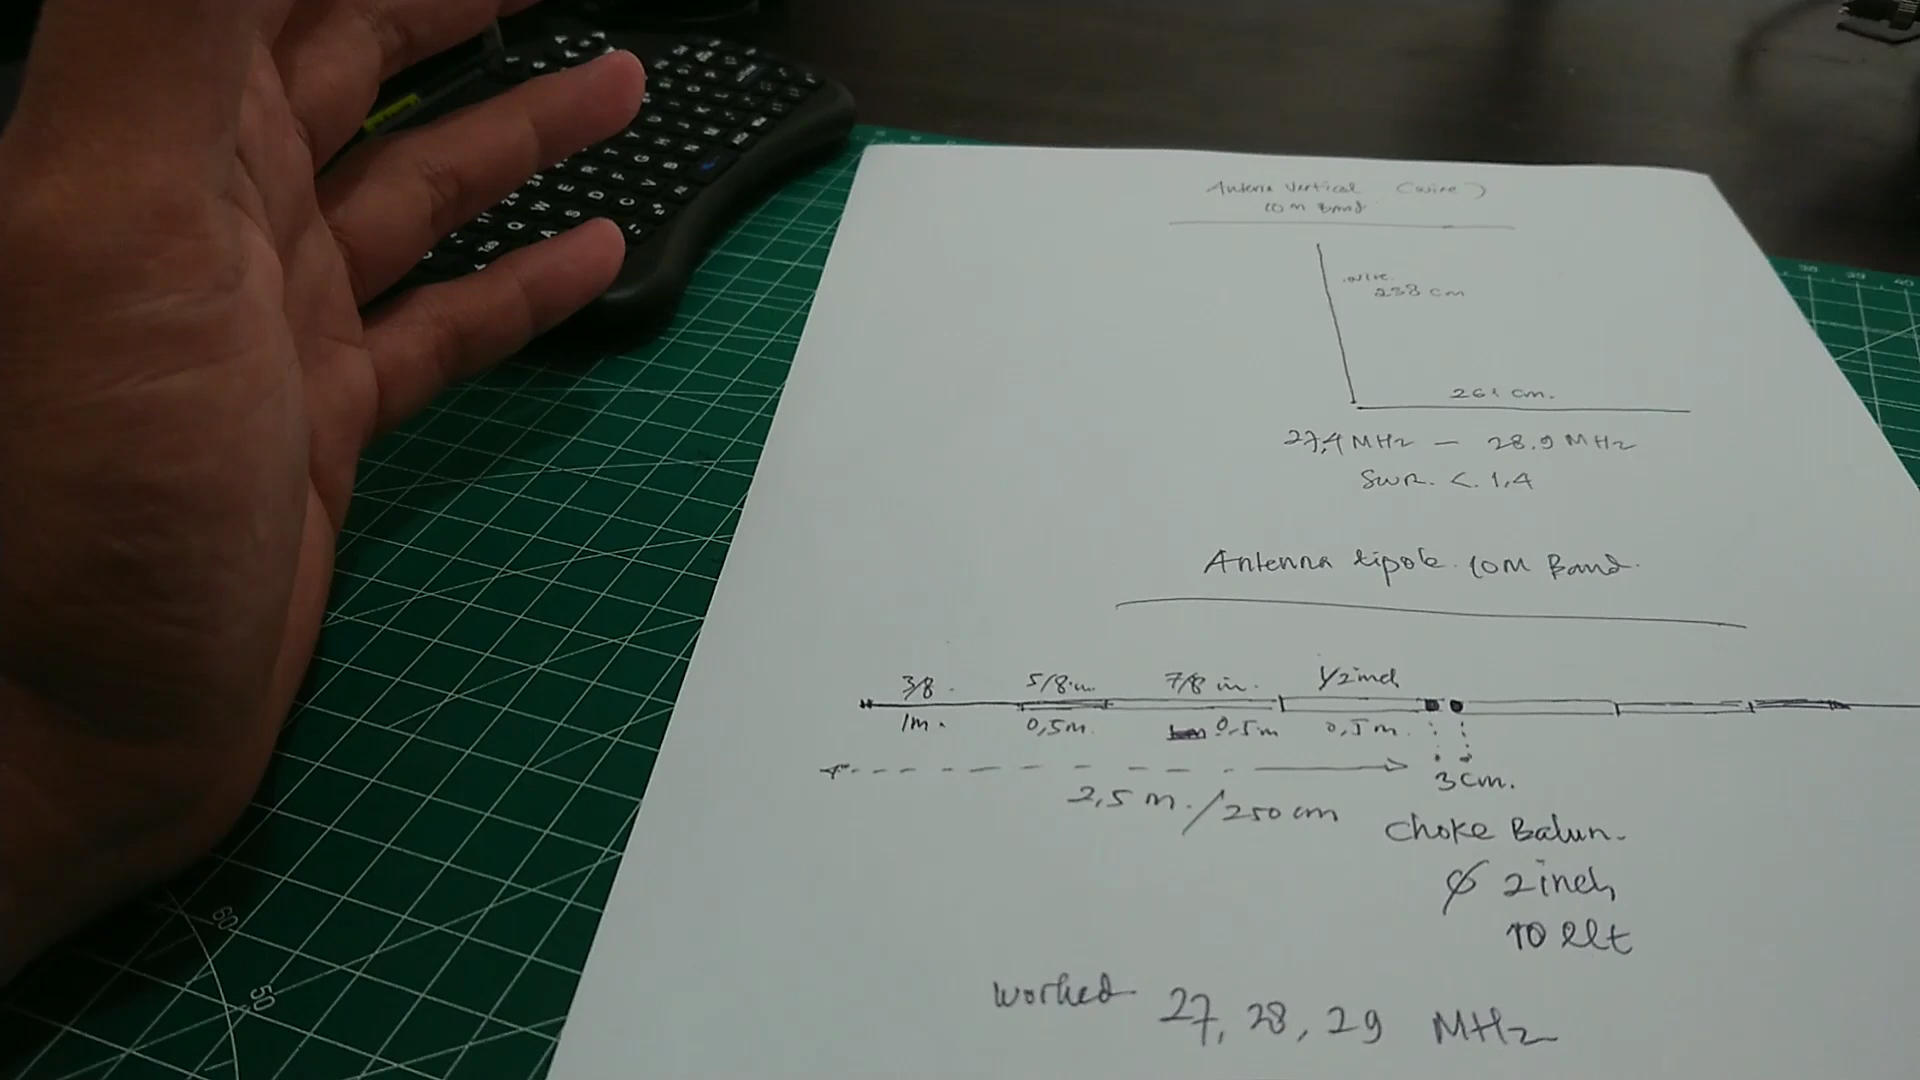 Antena Vertical (wire)
10 m Band
wire.
238 cm
261 cm.
27,4 MHz - 28.9 MHz
SWR. < 1,4
Antenna dipole 10M Band.
3/8 . 5/8 in. 7/8 in. 1/2 inch
1m. 0,5m. 0,5m 0,5m.
3cm.
2,5 m./250 cm
Choke Balun.
ϕ 2 inch
10 llt
worked 27, 28, 29 MHz